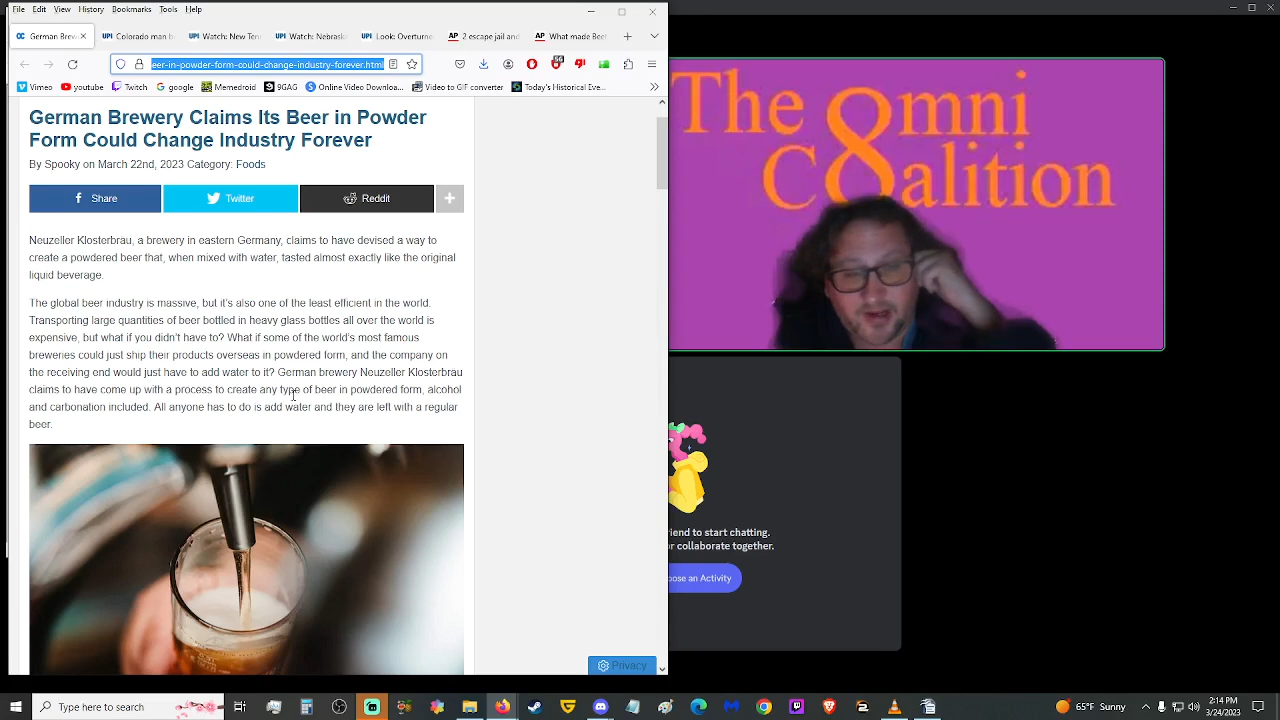 File Edit View History Bookmarks Tools Help
German Brew
Colorado man b
Watch: New Ten
Watch: Nebrask
Look: Overturne
AP 2 escape jail and
AP What made Beet
eer-in-powder-form-could-change-industry-forever.html
Vimeo youtube Twitch google Memedroid 9GAG Online Video Downloa... Video to GIF converter Today's Historical Eve...
German Brewery Claims Its Beer in Powder
Form Could Change Industry Forever
By Spooky on March 22nd, 2023 Category: Foods
Share Twitter Reddit
Neuzeller Klosterbrau, a brewery in eastern Germany, claims to have devised a way to
create a powdered beer that, when mixed with water, tasted almost exactly like the original
liquid beverage.
The global beer industry is massive, but it's also one of the least efficient in the world.
Transporting large quantities of beer bottled in heavy glass bottles all over the world is
expensive, but what if you didn't have to? What if some of the world's most famous
breweries could just ship their products overseas in powdered form, and the company on
the receiving end would just have to add water to it? German brewery Neuzeller Klosterbrau
claims to have come up with a process to create any type of beer in powdered form, alcohol
and carbonation included. All anyone has to do is add water and they are left with a regular
beer.
Privacy
The Omni
Coalition
riend to start chatting.
or collaborate together.
oose an Activity
Type here to search
65°F Sunny
2:14 PM
3/24/2023